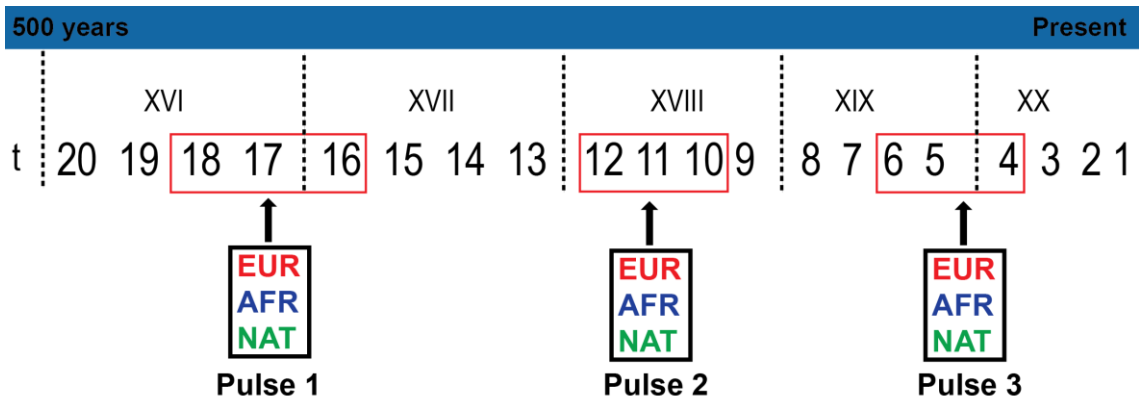 500 years Present
XVI XVII XVIII XIX XX
t 20 19 18 17 16 15 14 13 12 11 10 9 8 7 6 5 4 3 2 1
EUR EUR EUR
AFR AFR AFR
NAT NAT NAT
Pulse 1 Pulse 2 Pulse 3